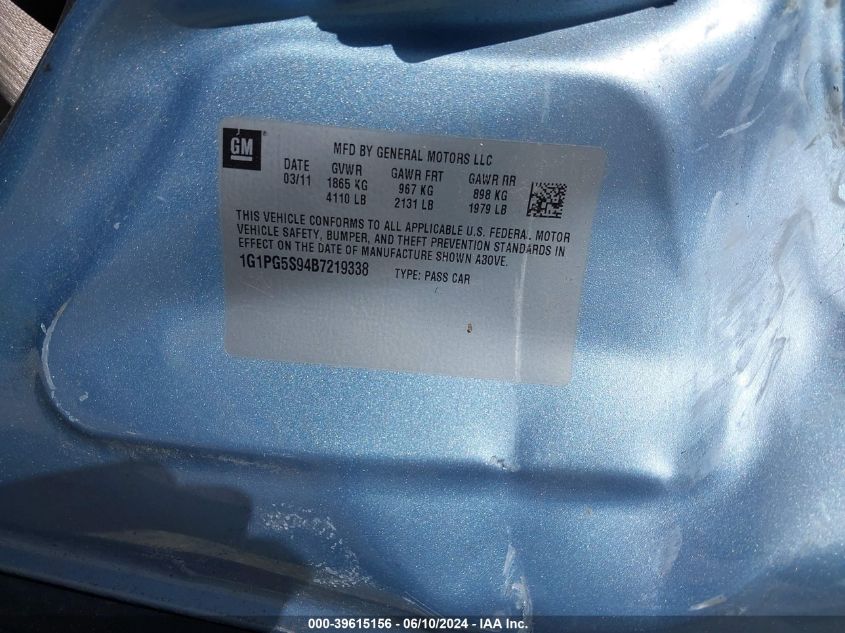 GM
MFD BY GENERAL MOTORS LLC
DATE GVWR GAWR FRT GAWR RR
03/11 1865 KG 967 KG 898 KG
4110 LB 2131 LB 1979 LB
THIS VEHICLE CONFORMS TO ALL APPLICABLE U.S. FEDERAL MOTOR
VEHICLE SAFETY, BUMPER, AND THEFT PREVENTION STANDARDS IN
EFFECT ON THE DATE OF MANUFACTURE SHOWN ABOVE.
1G1PG5S94B7219338 TYPE: PASS CAR
000-39615156 - 06/10/2024 - IAA Inc.